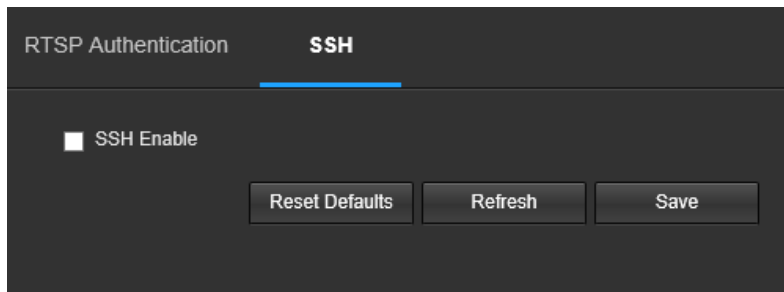 RTSP Authentication SSH
SSH Enable
Reset Defaults Refresh Save